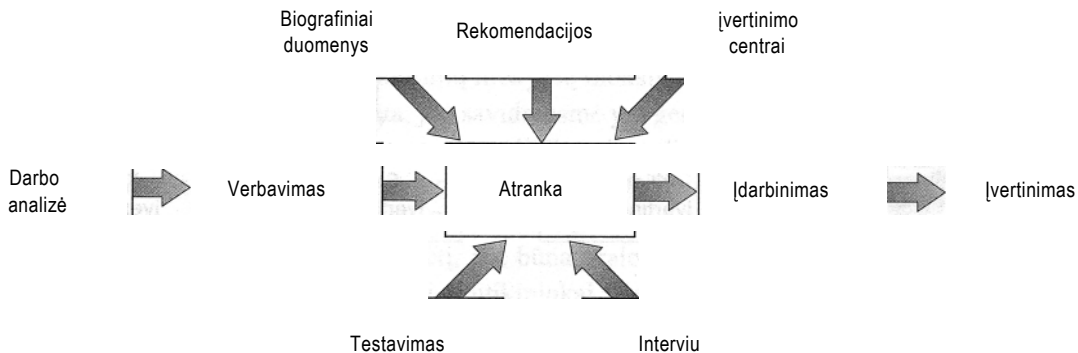 Biografiniai
duomenys
Rekomendacijos
įvertinimo
centrai
Darbo
analizė
Verbavimas
Atranka
Įdarbinimas
Įvertinimas
Testavimas
Interviu